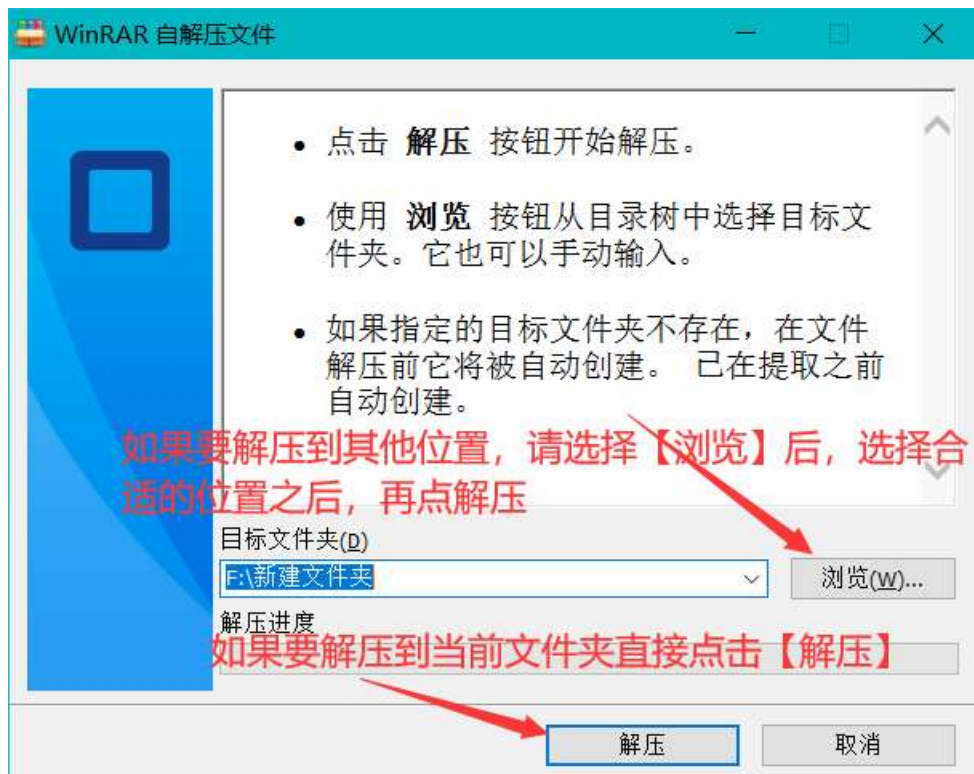 WinRAR 自解压文件
• 点击 解压 按钮开始解压。
• 使用 浏览 按钮从目录树中选择目标文
件夹。它也可以手动输入。
• 如果指定的目标文件夹不存在，在文件
解压前它将被自动创建。 已在提取之前
自动创建。
如果要解压到其他位置，请选择【浏览】后，选择合
适的位置之后，再点解压
目标文件夹(D)
F:\新建文件夹
浏览(W)...
解压进度
如果要解压到当前文件夹直接点击【解压】
解压
取消